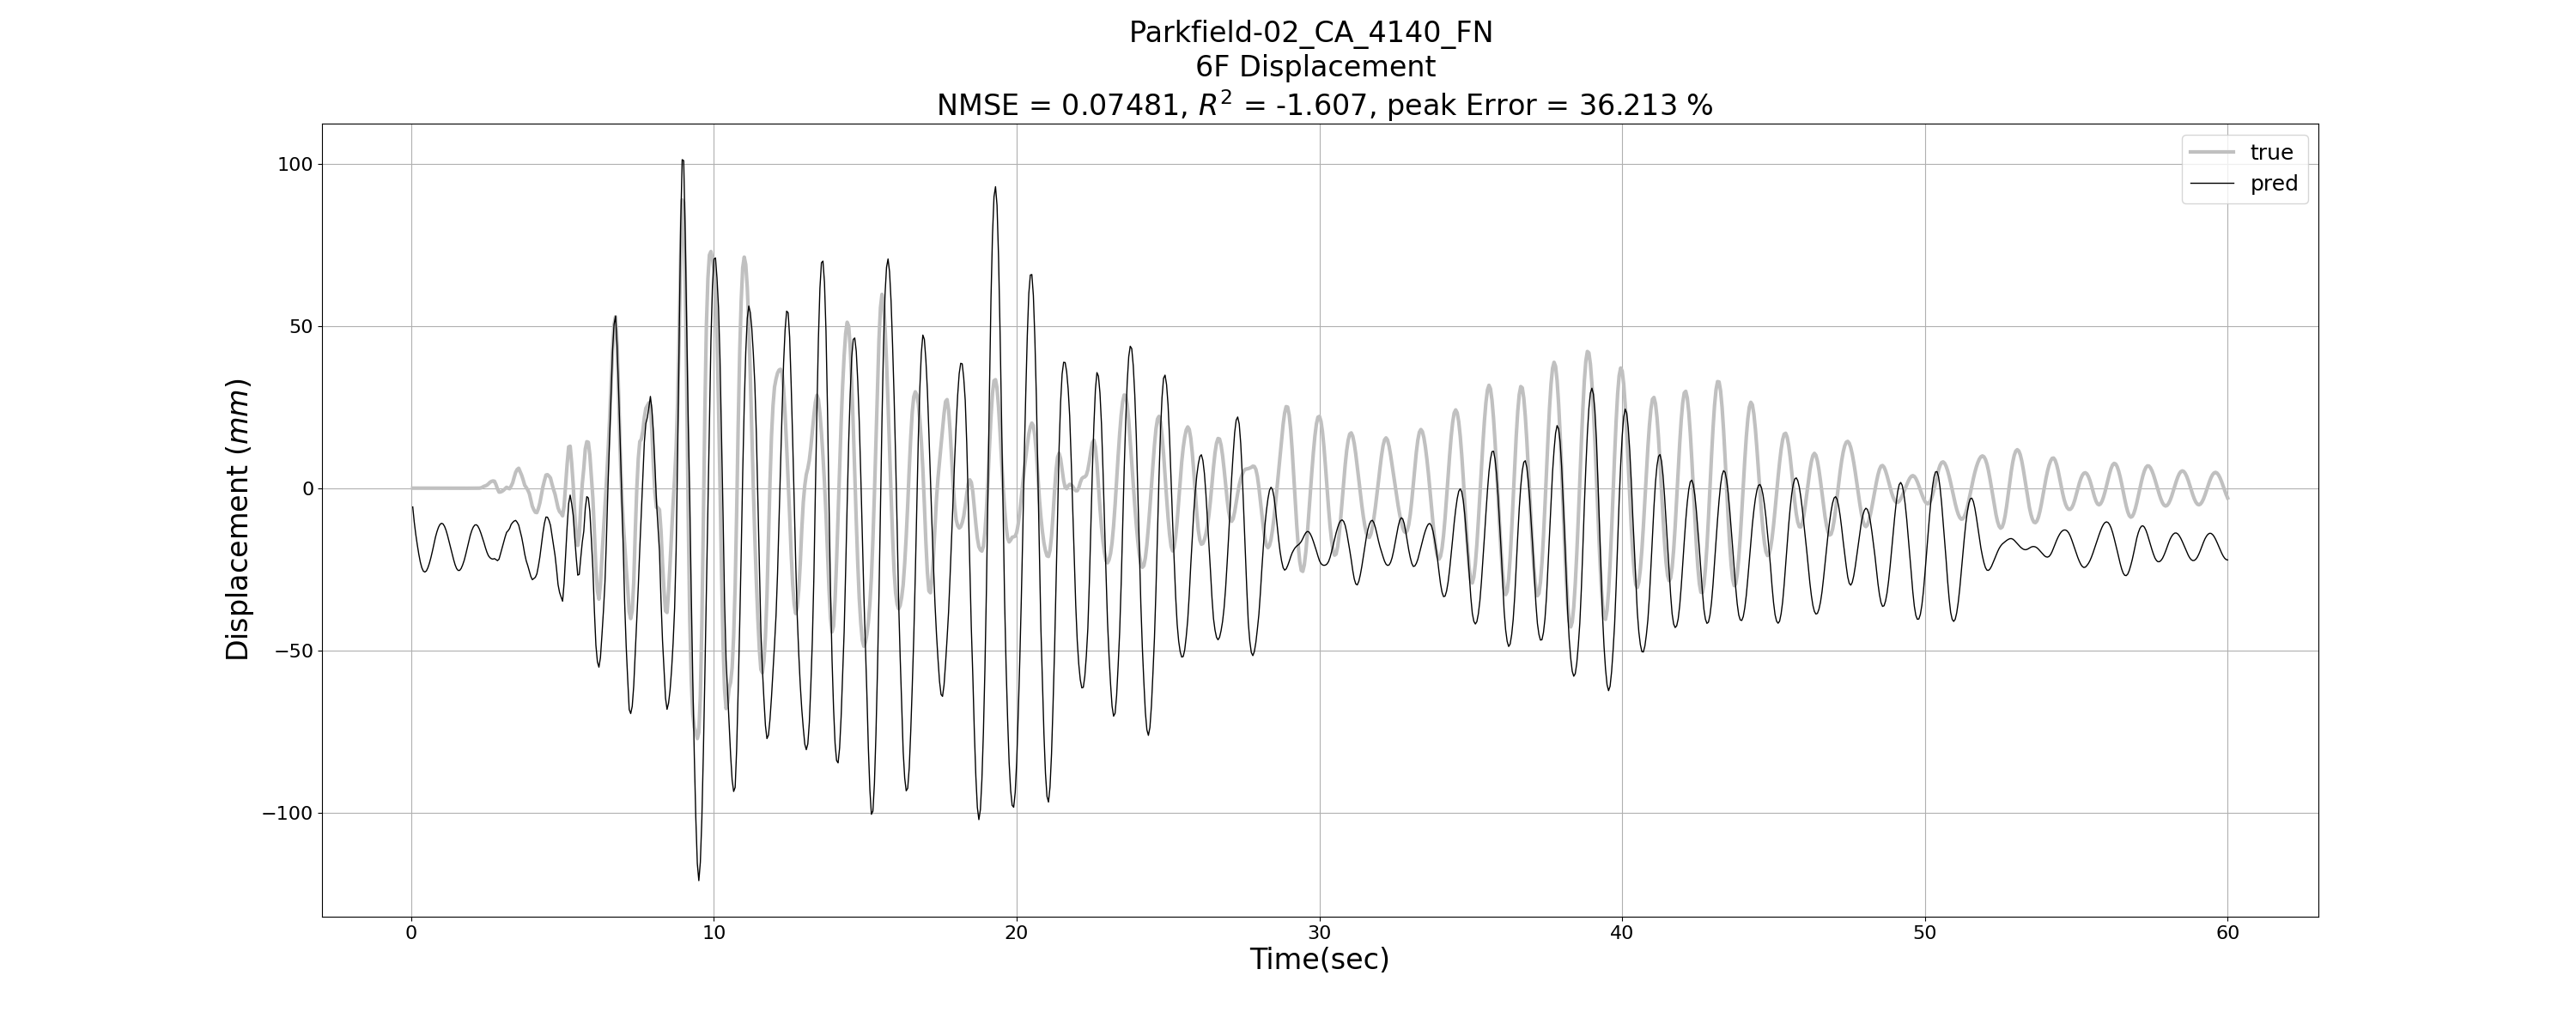 Parkfield-02_CA_4140_FN
6F Displacement
NMSE = 0.07481, R² = -1.607, peak Error = 36.213 %
true
pred
100
50
0
−50
−100
Displacement (mm)
0 10 20 30 40 50 60
Time(sec)